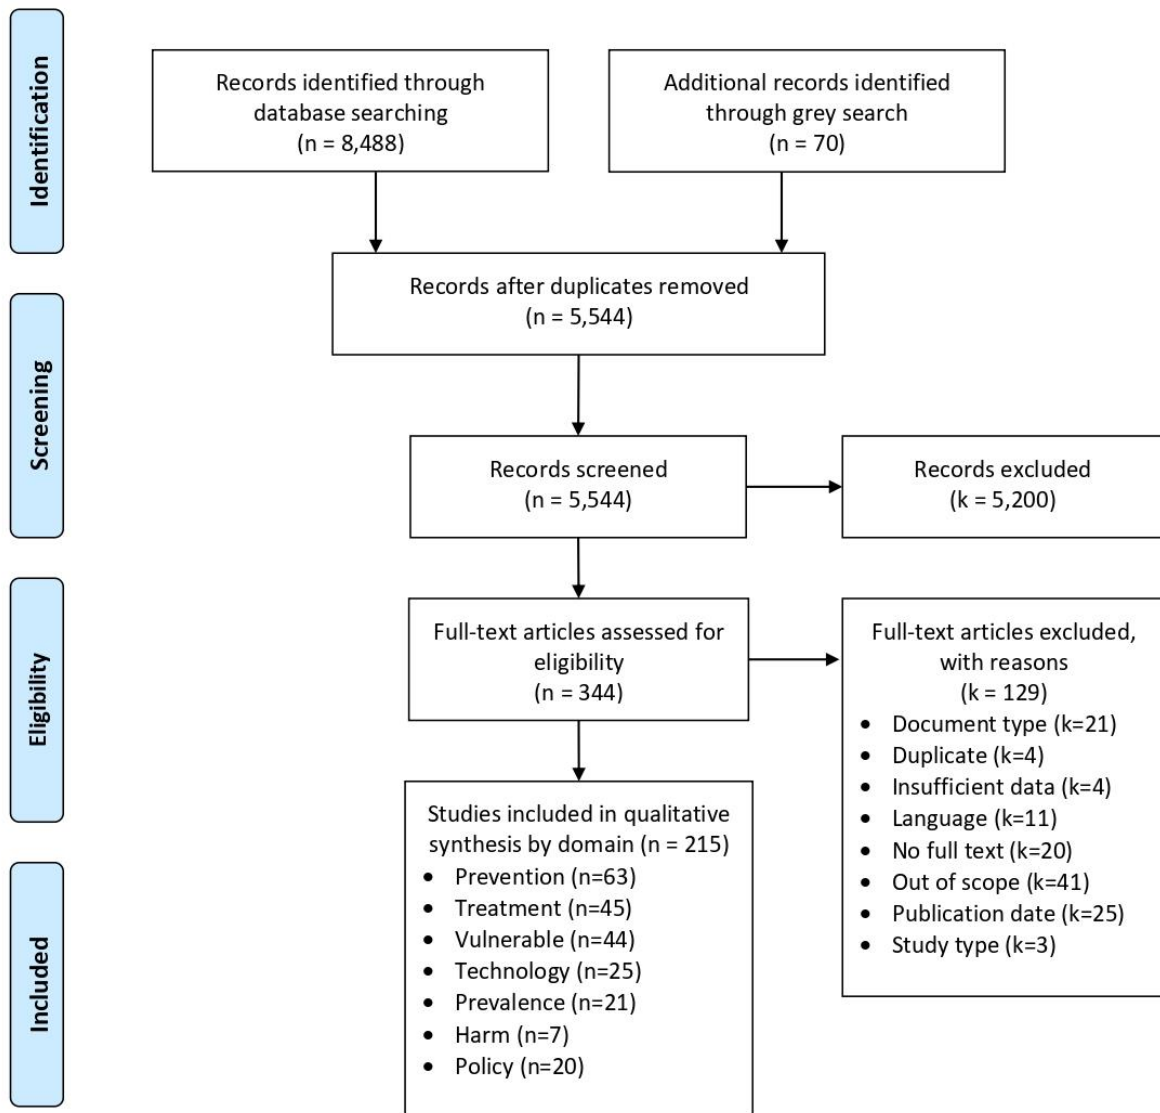 Identification
Records identified through
database searching
(n = 8,488)
Additional records identified
through grey search
(n = 70)
Records after duplicates removed
(n = 5,544)
Screening
Records screened
(n = 5,544)
Records excluded
(k = 5,200)
Eligibility
Full-text articles assessed for
eligibility
(n = 344)
Full-text articles excluded,
with reasons
(k = 129)
• Document type (k=21)
• Duplicate (k=4)
• Insufficient data (k=4)
• Language (k=11)
• No full text (k=20)
• Out of scope (k=41)
• Publication date (k=25)
• Study type (k=3)
Included
Studies included in qualitative
synthesis by domain (n = 215)
• Prevention (n=63)
• Treatment (n=45)
• Vulnerable (n=44)
• Technology (n=25)
• Prevalence (n=21)
• Harm (n=7)
• Policy (n=20)